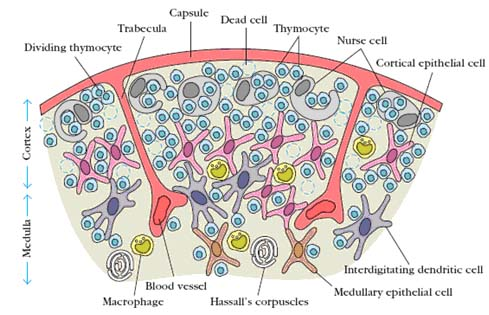 Capsule
Dead cell
Trabecula
Thymocyte
Dividing thymocyte
Nurse cell
Cortical epithelial cell
Cortex
Medulla
Interdigitating dendritic cell
Blood vessel
Medullary epithelial cell
Macrophage
Hassall's corpuscles